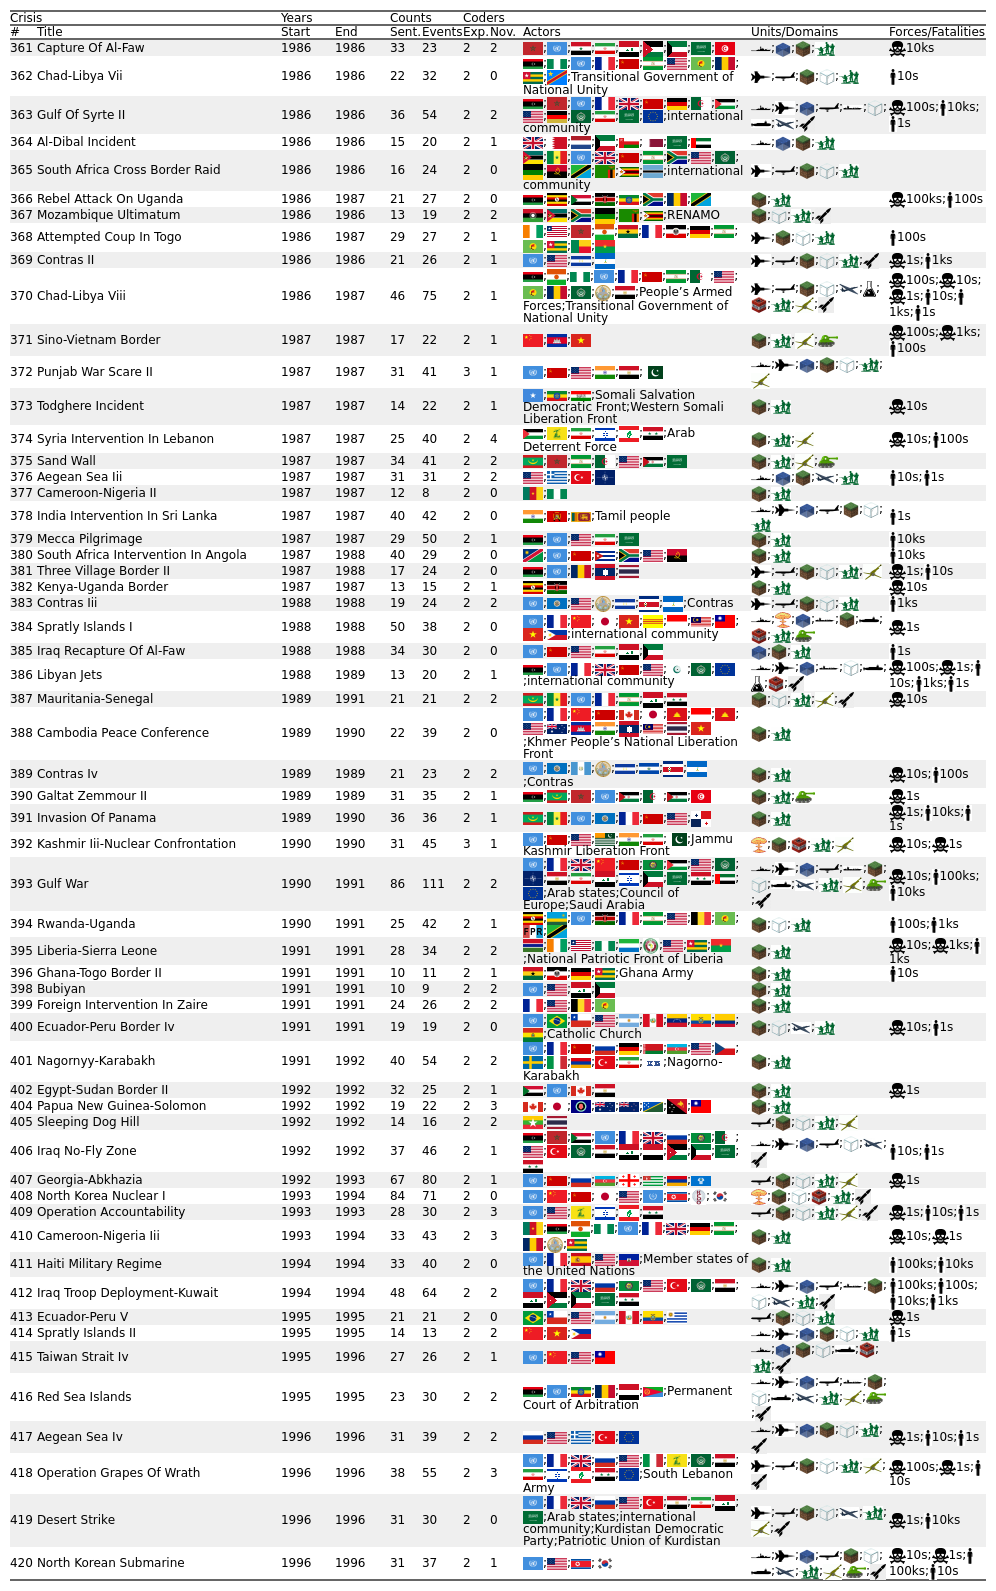 Crisis Years Counts Coders
# Title Start End Sent. Events Exp. Nov. Actors Units/Domains Forces/Fatalities
361 Capture Of Al-Faw 1986 1986 33 23 2 2 10ks
362 Chad-Libya Vii 1986 1986 22 32 2 0 ;Transitional Government of National Unity 10s
363 Gulf Of Syrte II 1986 1986 36 54 2 2 ;international community 100s; 10ks; 1s
364 Al-Dibal Incident 1986 1986 15 20 2 1
365 South Africa Cross Border Raid 1986 1986 16 24 2 0 ;international community
366 Rebel Attack On Uganda 1986 1987 21 27 2 0 100ks; 100s
367 Mozambique Ultimatum 1986 1986 13 19 2 2 ;RENAMO
368 Attempted Coup In Togo 1986 1987 29 27 2 1 100s
369 Contras II 1986 1986 21 26 2 1 1s; 1ks
370 Chad-Libya Viii 1986 1987 46 75 2 1 ;People's Armed Forces;Transitional Government of National Unity 100s; 10s; 1s; 10s; 1ks; 1s
371 Sino-Vietnam Border 1987 1987 17 22 2 1 100s; 1ks; 100s
372 Punjab War Scare II 1987 1987 31 41 3 1
373 Todghere Incident 1987 1987 14 22 2 1 ;Somali Salvation Democratic Front;Western Somali Liberation Front 10s
374 Syria Intervention In Lebanon 1987 1987 25 40 2 4 ;Arab Deterrent Force 10s; 100s
375 Sand Wall 1987 1987 34 41 2 2
376 Aegean Sea Iii 1987 1987 31 31 2 2 10s; 1s
377 Cameroon-Nigeria II 1987 1987 12 8 2 0
378 India Intervention In Sri Lanka 1987 1987 40 42 2 0 ;Tamil people 1s
379 Mecca Pilgrimage 1987 1987 29 50 2 1 10ks
380 South Africa Intervention In Angola 1987 1988 40 29 2 0 10ks
381 Three Village Border II 1987 1988 17 24 2 0 1s; 10s
382 Kenya-Uganda Border 1987 1987 13 15 2 1 10s
383 Contras Iii 1988 1988 19 24 2 2 ;Contras 1ks
384 Spratly Islands I 1988 1988 50 38 2 0 ;international community 1s
385 Iraq Recapture Of Al-Faw 1988 1988 34 30 2 0 1s
386 Libyan Jets 1988 1989 13 20 2 1 ;international community 100s; 1s; 10s; 1ks; 1s
387 Mauritania-Senegal 1989 1991 21 21 2 2 10s
388 Cambodia Peace Conference 1989 1990 22 39 2 0 ;Khmer People's National Liberation Front
389 Contras Iv 1989 1989 21 23 2 2 ;Contras 10s; 100s
390 Galtat Zemmour II 1989 1989 31 35 2 1 1s
391 Invasion Of Panama 1989 1990 36 36 2 1 1s; 10ks; 1s
392 Kashmir Iii-Nuclear Confrontation 1990 1990 31 45 3 1 ;Jammu Kashmir Liberation Front 10s; 1s
393 Gulf War 1990 1991 86 111 2 2 ;Arab states;Council of Europe;Saudi Arabia 10s; 100ks; 10ks
394 Rwanda-Uganda 1990 1991 25 42 2 1 FPR 100s; 1ks
395 Liberia-Sierra Leone 1991 1991 28 34 2 2 ;National Patriotic Front of Liberia 10s; 1ks; 1ks
396 Ghana-Togo Border II 1991 1991 10 11 2 1 ;Ghana Army 10s
398 Bubiyan 1991 1991 10 9 2 2
399 Foreign Intervention In Zaire 1991 1991 24 26 2 2
400 Ecuador-Peru Border Iv 1991 1991 19 19 2 0 ;Catholic Church 10s; 1s
401 Nagornyy-Karabakh 1991 1992 40 54 2 2 ;Nagorno-Karabakh
402 Egypt-Sudan Border II 1992 1992 32 25 2 1 1s
404 Papua New Guinea-Solomon 1992 1992 19 22 2 3
405 Sleeping Dog Hill 1992 1992 14 16 2 2
406 Iraq No-Fly Zone 1992 1992 37 46 2 1 10s; 1s
407 Georgia-Abkhazia 1992 1993 67 80 2 1 1s
408 North Korea Nuclear I 1993 1994 84 71 2 0
409 Operation Accountability 1993 1993 28 30 2 3 1s; 10s; 1s
410 Cameroon-Nigeria Iii 1993 1994 33 43 2 3 10s; 1s
411 Haiti Military Regime 1994 1994 33 40 2 0 ;Member states of the United Nations 100ks; 10ks
412 Iraq Troop Deployment-Kuwait 1994 1994 48 64 2 2 100ks; 100s; 10ks; 1ks
413 Ecuador-Peru V 1995 1995 21 21 2 0 1s
414 Spratly Islands II 1995 1995 14 13 2 2 1s
415 Taiwan Strait Iv 1995 1996 27 26 2 1
416 Red Sea Islands 1995 1995 23 30 2 2 ;Permanent Court of Arbitration
417 Aegean Sea Iv 1996 1996 31 39 2 2 1s; 10s; 1s
418 Operation Grapes Of Wrath 1996 1996 38 55 2 3 ;South Lebanon Army 100s; 1s; 10s
419 Desert Strike 1996 1996 31 30 2 0 ;Arab states;international community;Kurdistan Democratic Party;Patriotic Union of Kurdistan 1s; 10ks
420 North Korean Submarine 1996 1996 31 37 2 1 10s; 1s; 100ks; 10s